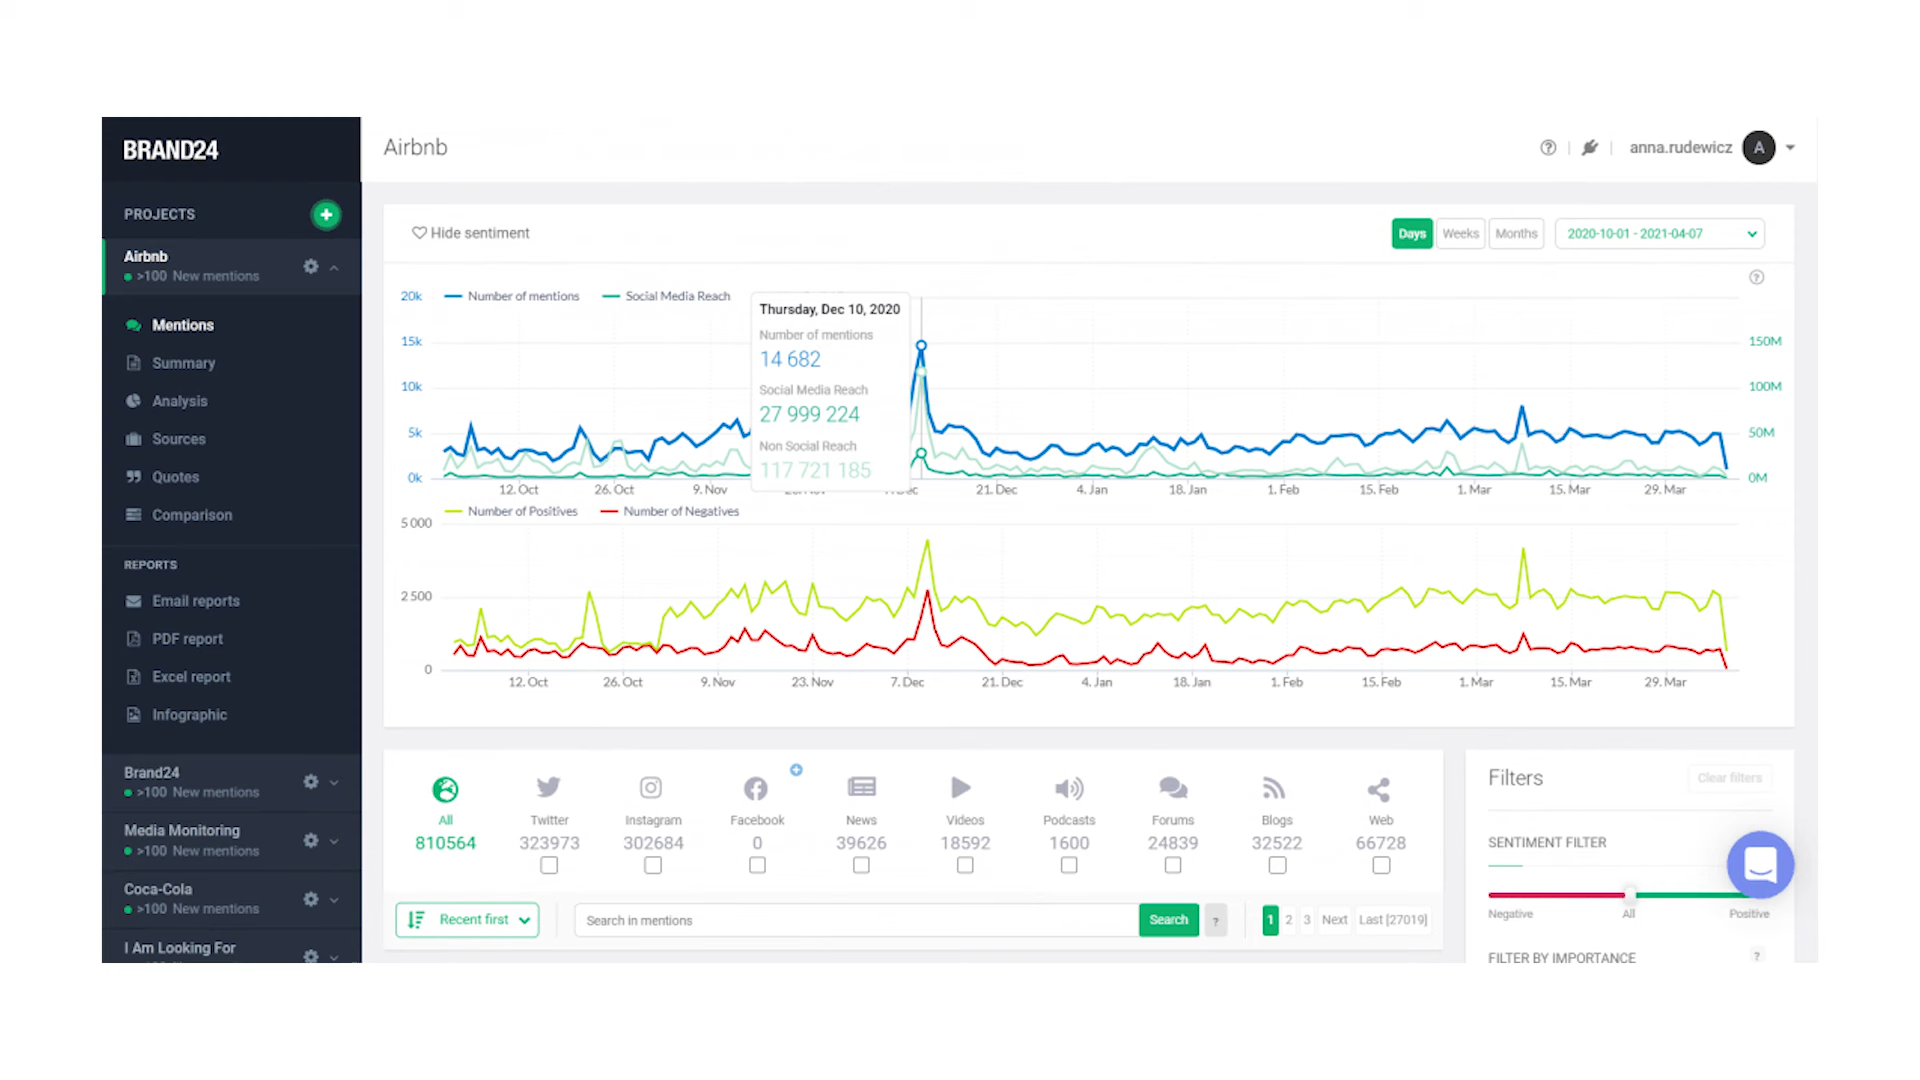 BRAND24
Airbnb
anna.rudewicz
A
PROJECTS
Airbnb
>100 New mentions
Mentions
Summary
Analysis
Sources
Quotes
Comparison
REPORTS
Email reports
PDF report
Excel report
Infographic
Brand24
>100 New mentions
Media Monitoring
>100 New mentions
Coca-Cola
>100 New mentions
I Am Looking For
Hide sentiment
Days Weeks Months 2020-10-01 - 2021-04-07
?
20k
Number of mentions Social Media Reach
15k
10k
5k
0k
150M
100M
50M
0M
Thursday, Dec 10, 2020
Number of mentions
14 682
Social Media Reach
27 999 224
Non Social Reach
117 721 185
12. Oct 26. Oct 9. Nov 21. Dec 4. Jan 18. Jan 1. Feb 15. Feb 1. Mar 15. Mar 29. Mar
Number of Positives Number of Negatives
5 000
2 500
0
12. Oct 26. Oct 9. Nov 23. Nov 7. Dec 21. Dec 4. Jan 18. Jan 1. Feb 15. Feb 1. Mar 15. Mar 29. Mar
All Twitter Instagram Facebook News Videos Podcasts Forums Blogs Web
810564 323973 302684 0 39626 18592 1600 24839 32522 66728
Recent first
Search in mentions
Search
?
1 2 3 Next Last [27019]
Filters
Clear filters
SENTIMENT FILTER
Negative All Positive
FILTER BY IMPORTANCE
?